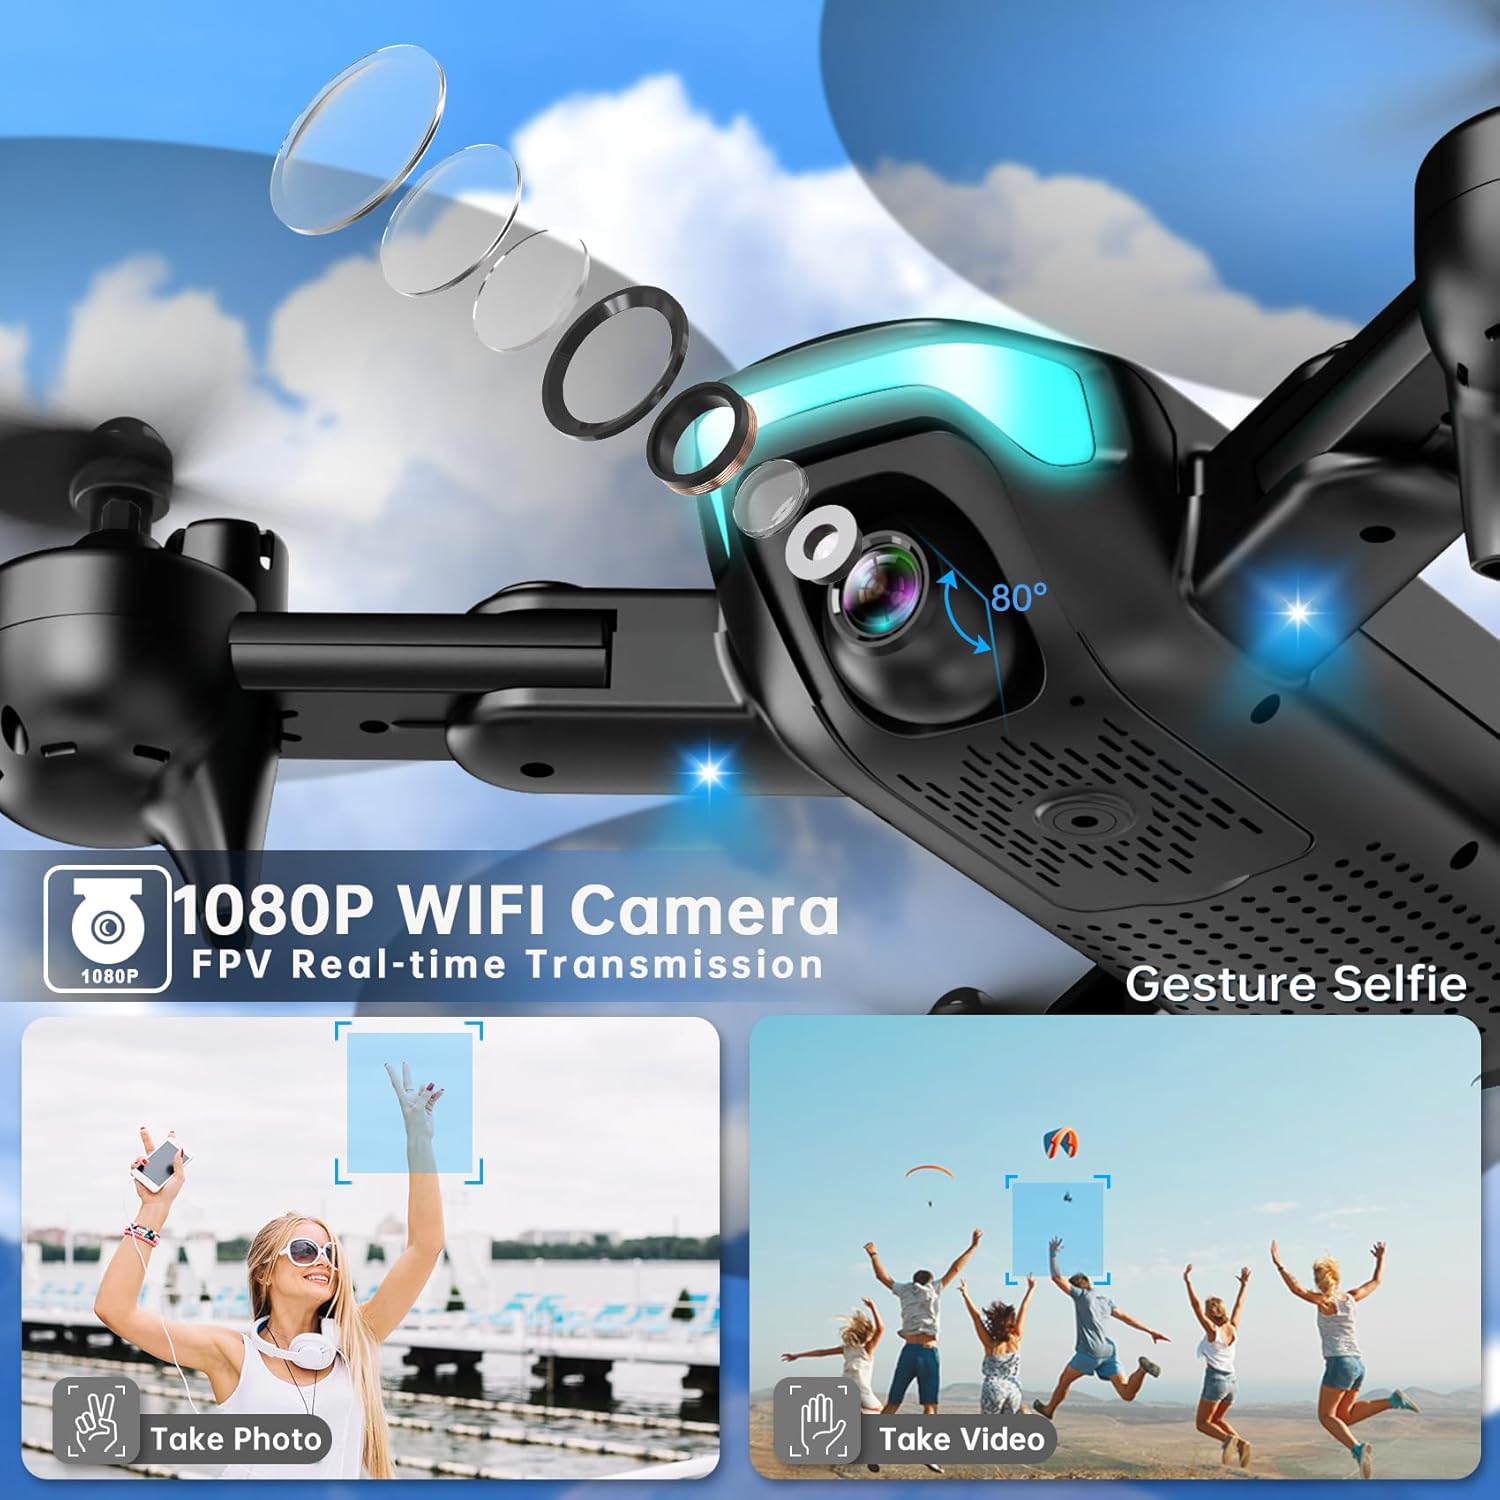 80°
1080P
1080P WIFI Camera
FPV Real-time Transmission
Gesture Selfie
Take Photo
Take Video